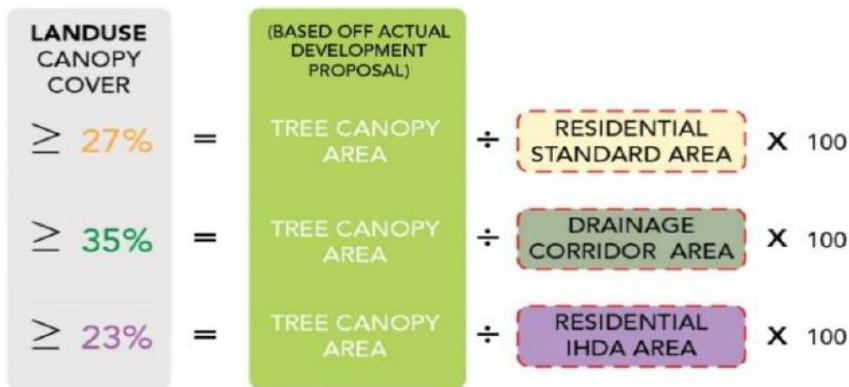 LANDUSE
CANOPY
COVER
(BASED OFF ACTUAL
DEVELOPMENT
PROPOSAL)
≥ 27% = TREE CANOPY AREA ÷ RESIDENTIAL STANDARD AREA X 100
≥ 35% = TREE CANOPY AREA ÷ DRAINAGE CORRIDOR AREA X 100
≥ 23% = TREE CANOPY AREA ÷ RESIDENTIAL IHDA AREA X 100